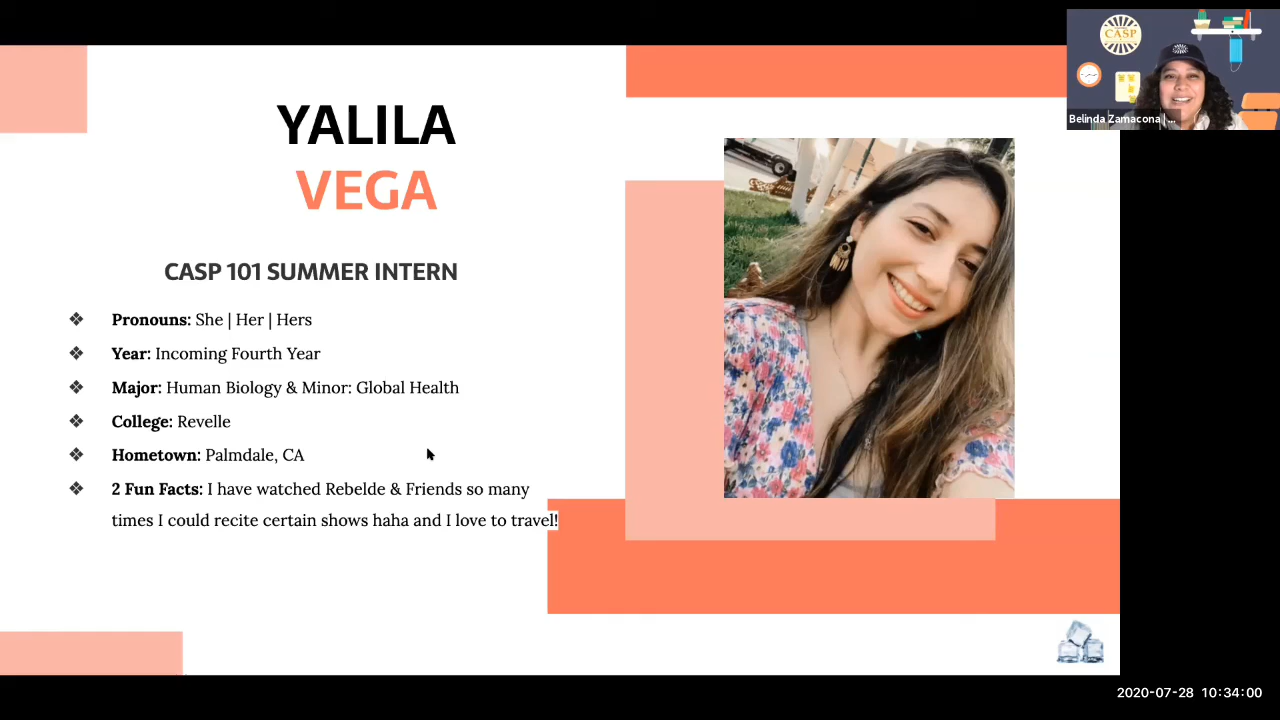 YALILA
VEGA
CASP 101 SUMMER INTERN
❖ Pronouns: She | Her | Hers
❖ Year: Incoming Fourth Year
❖ Major: Human Biology & Minor: Global Health
❖ College: Revelle
❖ Hometown: Palmdale, CA
❖ 2 Fun Facts: I have watched Rebelde & Friends so many
times I could recite certain shows haha and I love to travel!
CASP
Belinda Zamacona | ...
2020-07-28 10:34:00